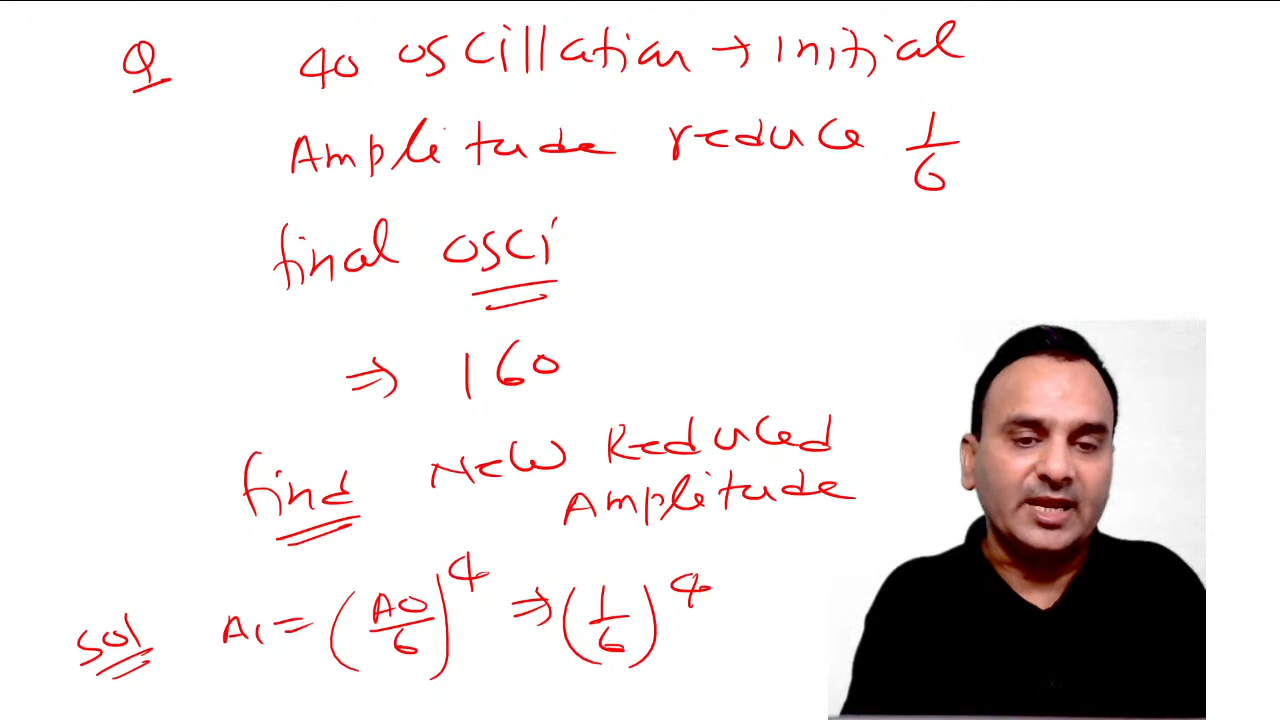 Q 40 oscillation → initial
Amplitude reduce 1/6
final osci
⇒ 160
find New Reduced
Amplitude
Sol A1 = (A0/6)^4 ⇒ (1/6)^4